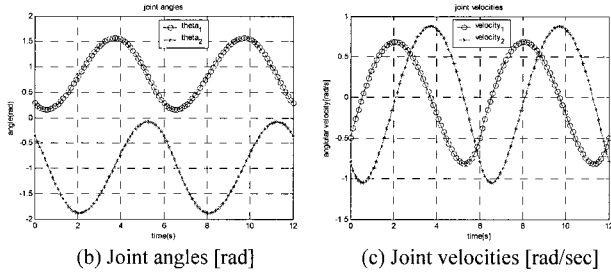 joint angles
theta1
theta2
angle(rad)
2
1.5
1
0.5
0
-0.5
-1
-1.5
-2
0 2 4 6 8 10 12
time[s]
(b) Joint angles [rad]
joint velocities
velocity1
velocity2
angular velocity[rad/s]
1
0.5
0
-0.5
-1
-1.5
0 2 4 6 8 10 12
time[s]
(c) Joint velocities [rad/sec]